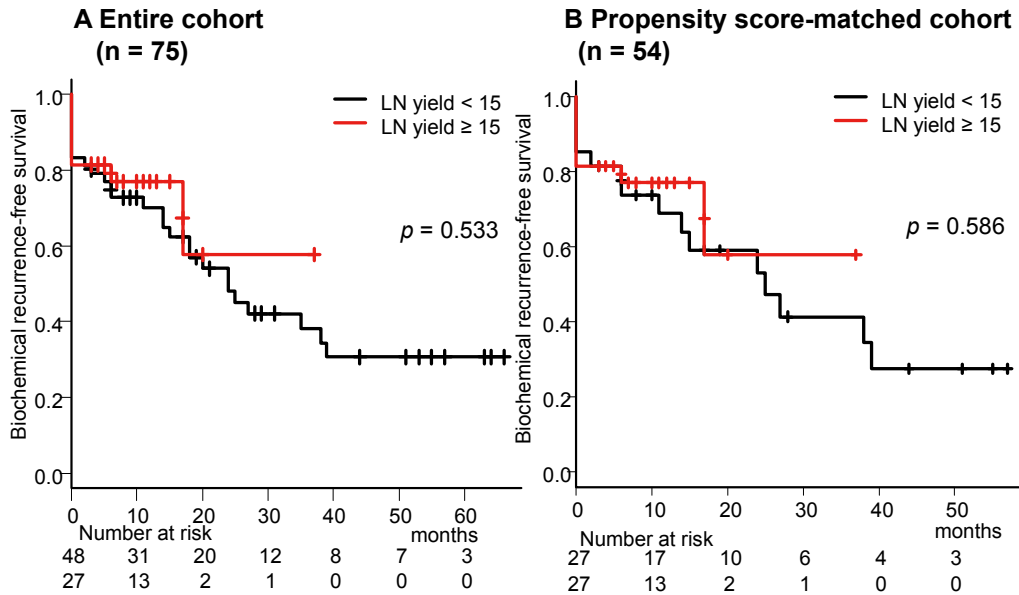 A Entire cohort
(n = 75)
Biochemical recurrence-free survival
1.0
0.8
0.6
0.4
0.2
0.0
LN yield < 15
LN yield ≥ 15
p = 0.533
0 10 20 30 40 50 60
Number at risk months
48 31 20 12 8 7 3
27 13 2 1 0 0 0
B Propensity score-matched cohort
(n = 54)
Biochemical recurrence-free survival
1.0
0.8
0.6
0.4
0.2
0.0
LN yield < 15
LN yield ≥ 15
p = 0.586
0 10 20 30 40 50
Number at risk months
27 17 10 6 4 3
27 13 2 1 0 0